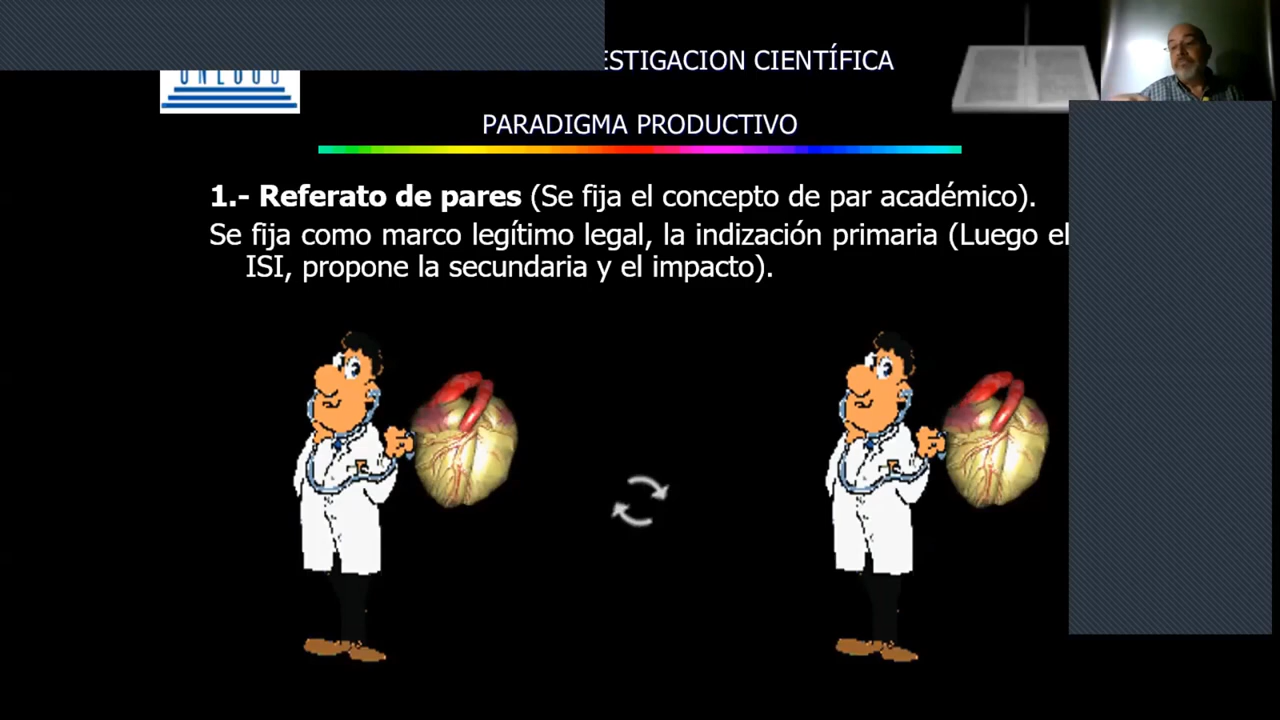 ESTIGACION CIENTÍFICA
PARADIGMA PRODUCTIVO
1.- Referato de pares (Se fija el concepto de par académico).
Se fija como marco legítimo legal, la indización primaria (Luego el
ISI, propone la secundaria y el impacto).